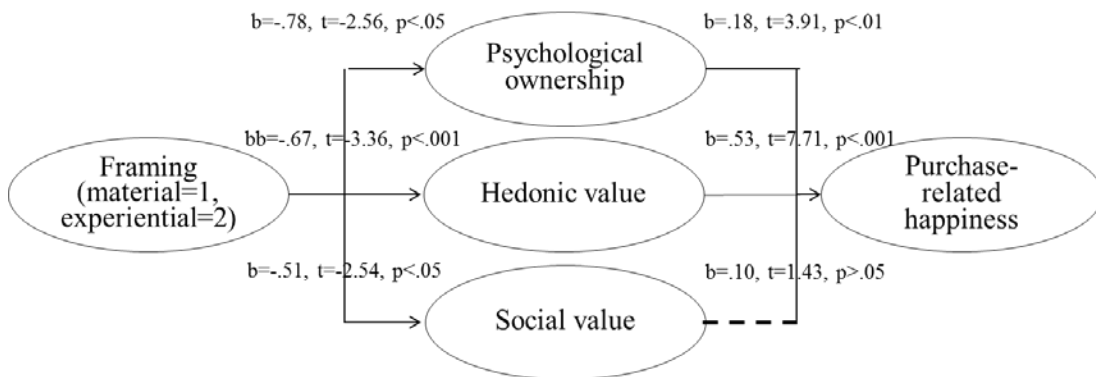 b=-.78, t=-2.56, p<.05
b=.18, t=3.91, p<.01
Psychological
ownership
bb=-.67, t=-3.36, p<.001
b=.53, t=7.71, p<.001
Framing
(material=1,
experiential=2)
Hedonic value
Purchase-
related
happiness
b=-.51, t=-2.54, p<.05
b=.10, t=1.43, p>.05
Social value